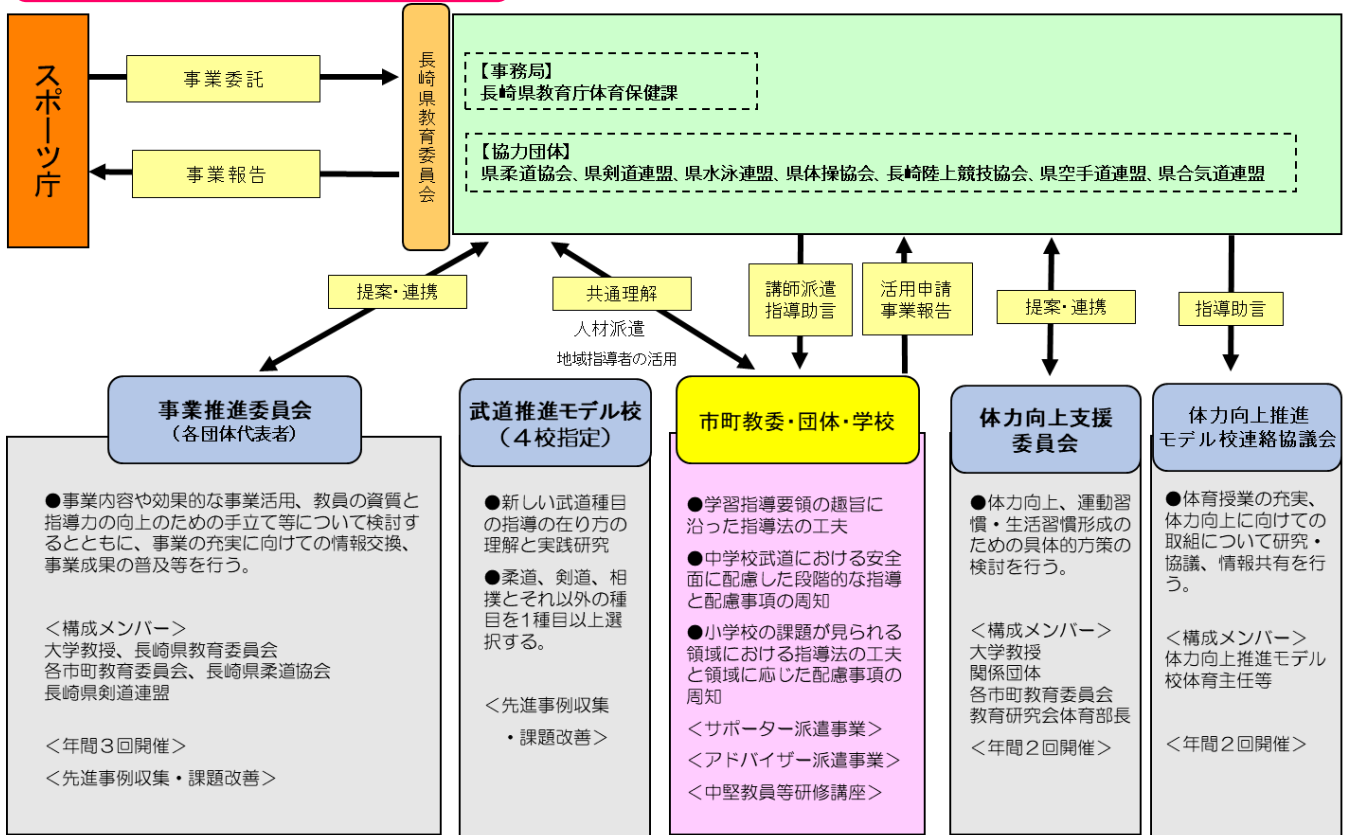 スポーツ庁
事業委託
事業報告
長崎県教育委員会
【事務局】
長崎県教育庁体育保健課
【協力団体】
県柔道協会、県剣道連盟、県水泳連盟、県体操協会、長崎陸上競技協会、県空手道連盟、県合気道連盟
提案・連携
共通理解
人材派遣
地域指導者の活用
講師派遣
指導助言
活用申請
事業報告
提案・連携
指導助言
事業推進委員会
(各団体代表者)
●事業内容や効果的な事業活用、教員の資質と
指導力の向上のための手立て等について検討す
るとともに、事業の充実に向けての情報交換、
事業成果の普及等を行う。
<構成メンバー>
大学教授、長崎県教育委員会
各市町教育委員会、長崎県柔道協会
長崎県剣道連盟
<年間3回開催>
<先進事例収集・課題改善>
武道推進モデル校
(4校指定)
●新しい武道種目
の指導の在り方の
理解と実践研究
●柔道、剣道、相
撲とそれ以外の種
目を1種目以上選
択する。
<先進事例収集
・課題改善>
市町教委・団体・学校
●学習指導要領の趣旨に
沿った指導法の工夫
●中学校武道における安全
面に配慮した段階的な指導
と配慮事項の周知
●小学校の課題が見られる
領域における指導法の工夫
と領域に応じた配慮事項の
周知
<サポーター派遣事業>
<アドバイザー派遣事業>
<中堅教員等研修講座>
体力向上支援
委員会
●体力向上、運動習
慣・生活習慣形成の
ための具体的方策の
検討を行う。
<構成メンバー>
大学教授
関係団体
各市町教育委員会
教育研究会体育部長
<年間2回開催>
体力向上推進
モデル校連絡協議会
●体育授業の充実、
体力向上に向けての
取組について研究・
協議、情報共有を行
う。
<構成メンバー>
体力向上推進モデル
校体育主任等
<年間2回開催>